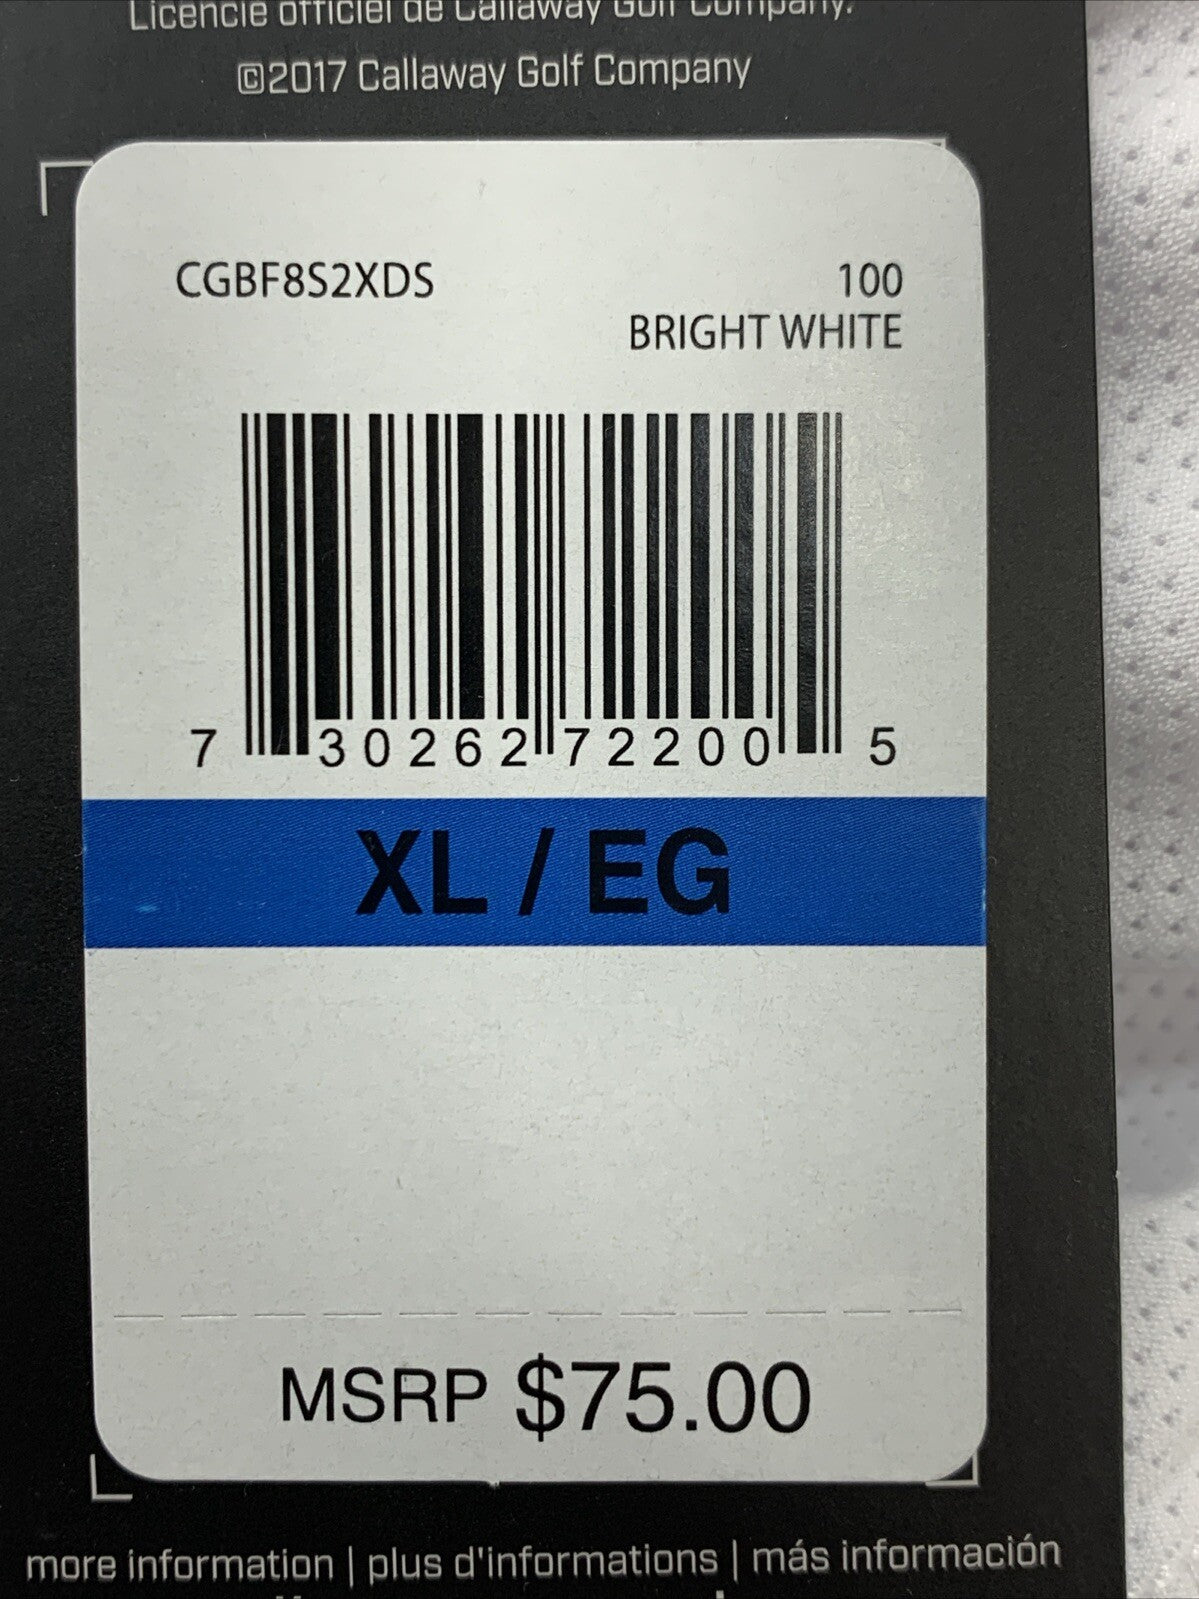 Licencié officiel de Callaway Golf Company.
©2017 Callaway Golf Company
CGBF8S2XDS 100
BRIGHT WHITE
7 30262 72200 5
XL / EG
MSRP $75.00
more information | plus d'informations | más información